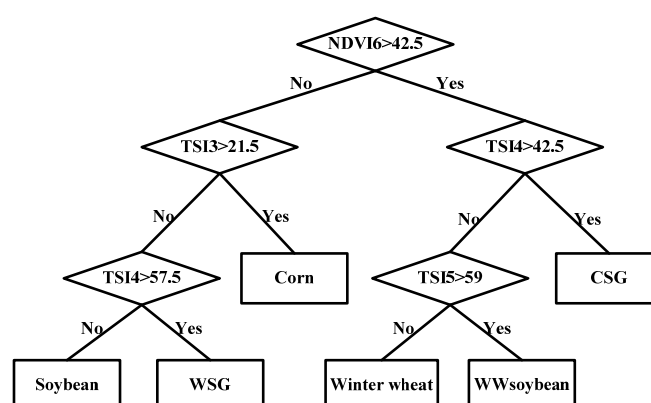 NDVI6>42.5
No
Yes
TSI3>21.5
TSI4>42.5
No
Yes
No
Yes
TSI4>57.5
Corn
TSI5>59
CSG
No
Yes
No
Yes
Soybean
WSG
Winter wheat
WWsoybean